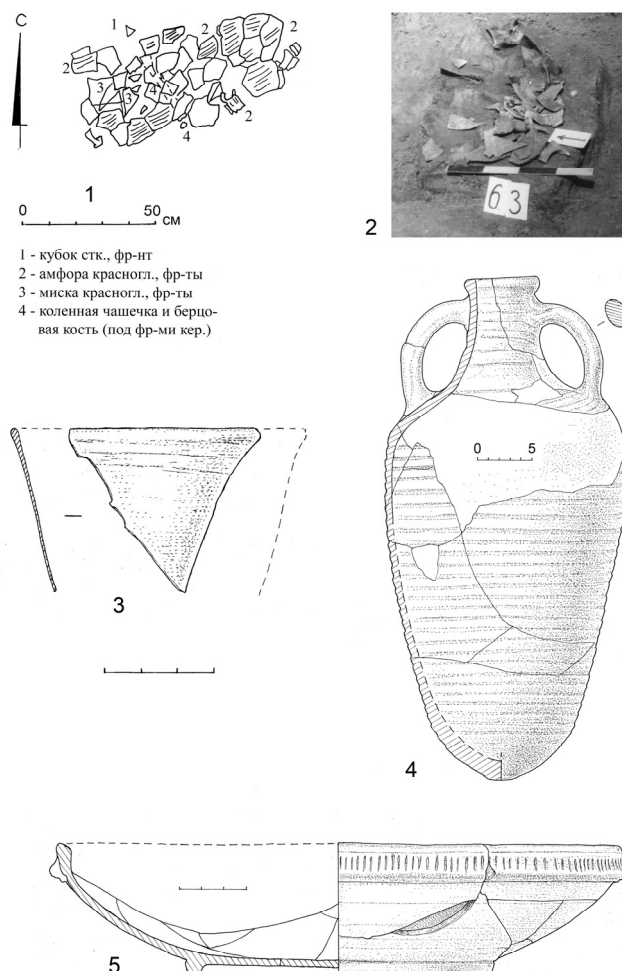 С
1
2
2
2
3
3
4
2
4
1
0 50
см
1 - кубок стк., фр-нт
2 - амфора красногл., фр-ты
3 - миска красногл., фр-ты
4 - коленная чашечка и берцо-
вая кость (под фр-ми кер.)
63
2
0 5
3
4
5